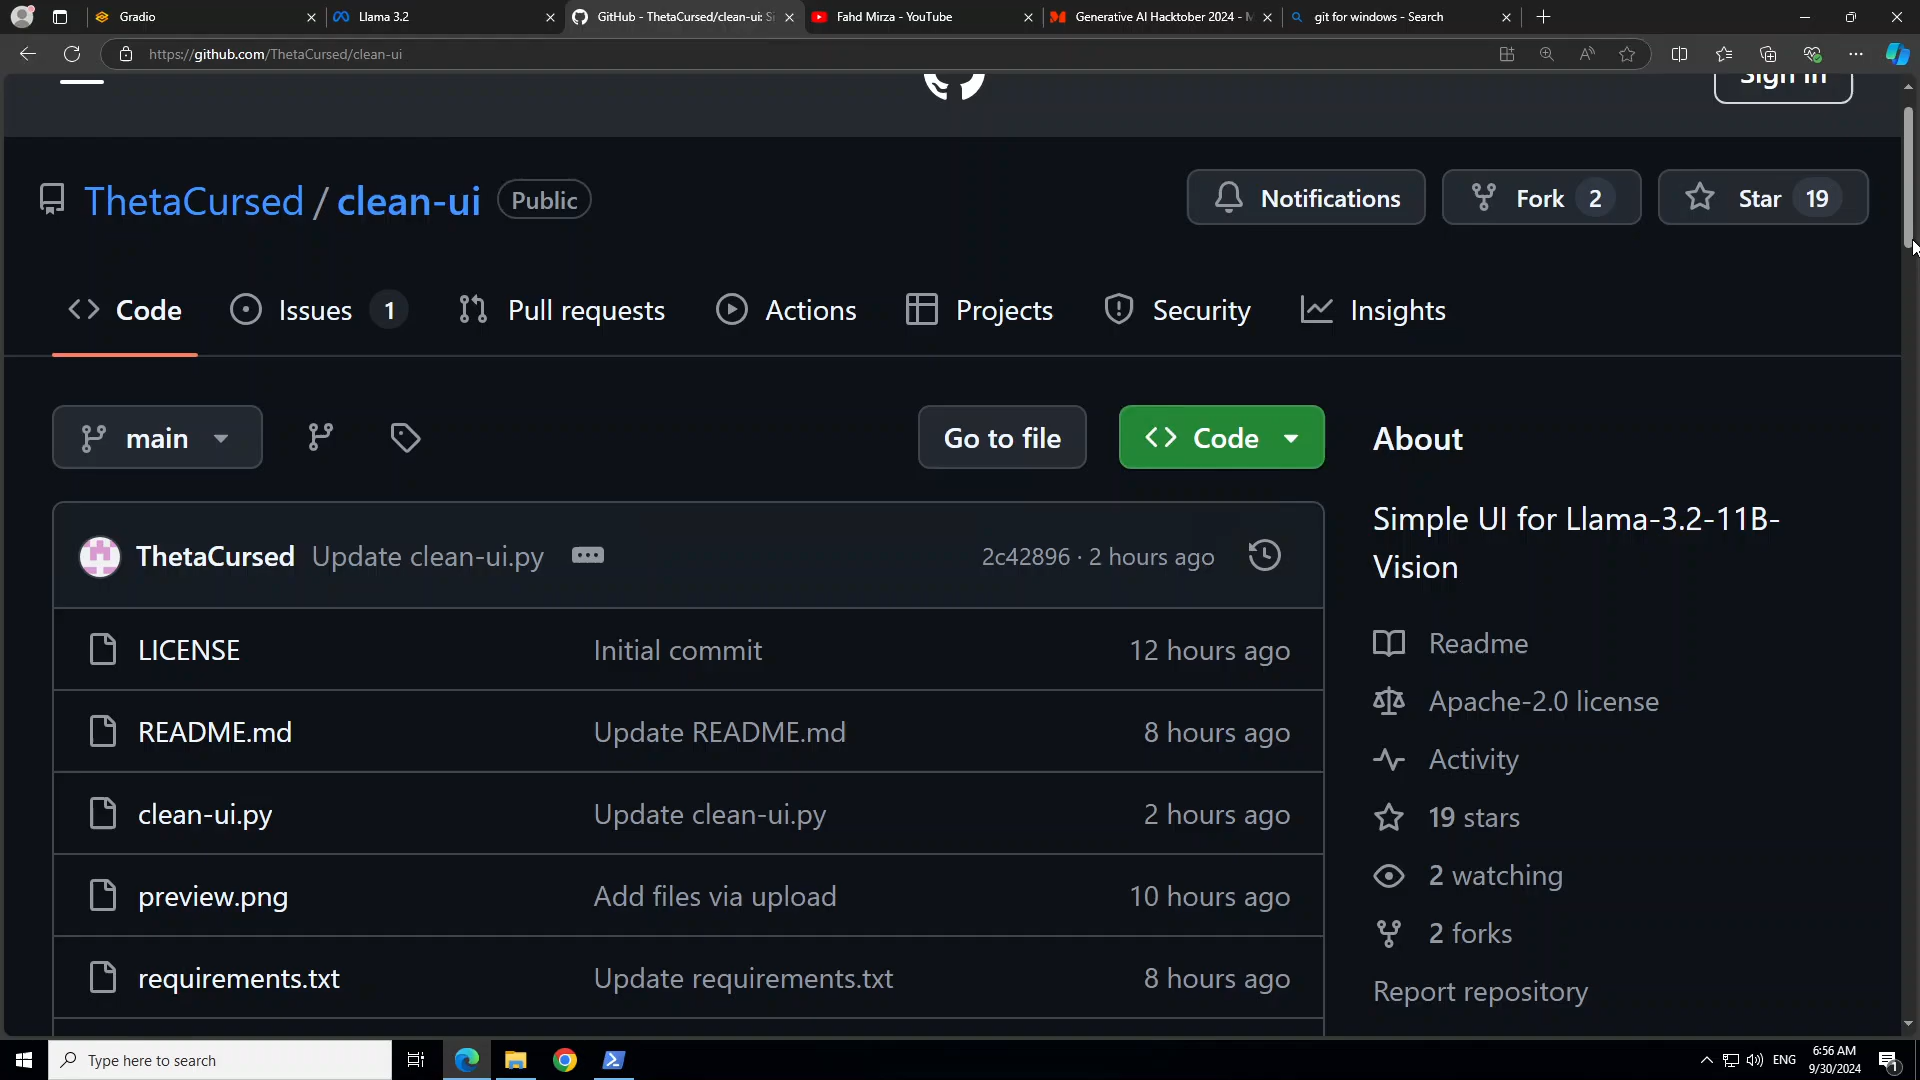 Gradio
Llama 3.2
GitHub - ThetaCursed/clean-ui: Si
Fahd Mirza - YouTube
Generative AI Hacktober 2024 - M
git for windows - Search
https://github.com/ThetaCursed/clean-ui
Sign in
ThetaCursed / clean-ui Public
Notifications
Fork 2
Star 19
Code
Issues 1
Pull requests
Actions
Projects
Security
Insights
main
Go to file
Code
About
ThetaCursed Update clean-ui.py
2c42896 · 2 hours ago
Simple UI for Llama-3.2-11B-
Vision
LICENSE Initial commit 12 hours ago
README.md Update README.md 8 hours ago
clean-ui.py Update clean-ui.py 2 hours ago
preview.png Add files via upload 10 hours ago
requirements.txt Update requirements.txt 8 hours ago
Readme
Apache-2.0 license
Activity
19 stars
2 watching
2 forks
Report repository
Type here to search
ENG
6:56 AM
9/30/2024
1